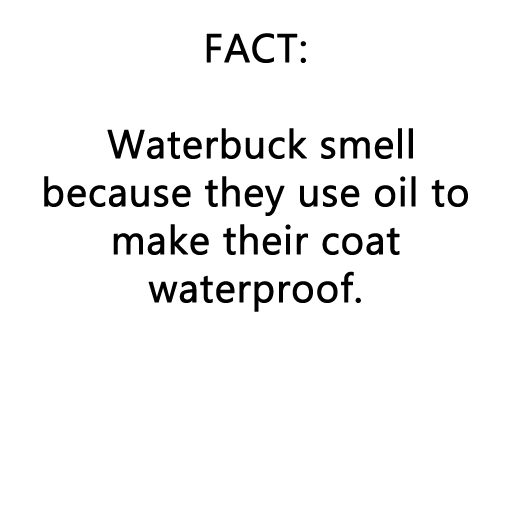 FACT:
Waterbuck smell
because they use oil to
make their coat
waterproof.